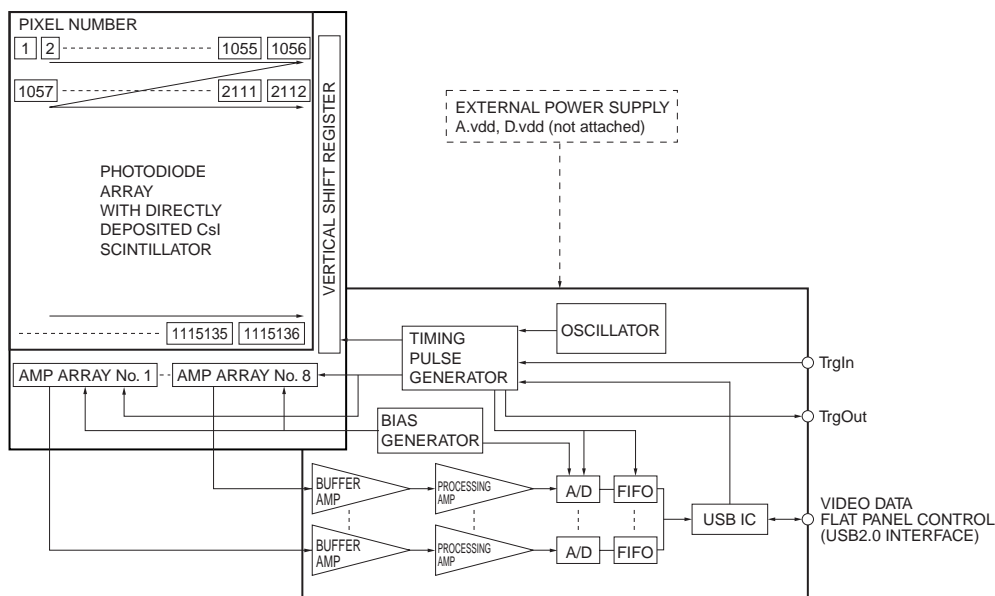 PIXEL NUMBER
1 2 1055 1056
1057 2111 2112
PHOTODIODE
ARRAY
WITH DIRECTLY
DEPOSITED CsI
SCINTILLATOR
1115135 1115136
VERTICAL SHIFT REGISTER
AMP ARRAY No. 1 AMP ARRAY No. 8
EXTERNAL POWER SUPPLY
A.vdd, D.vdd (not attached)
TIMING
PULSE
GENERATOR
OSCILLATOR
TrgIn
TrgOut
BIAS
GENERATOR
BUFFER
AMP
PROCESSING
AMP
A/D
FIFO
USB IC
VIDEO DATA
FLAT PANEL CONTROL
(USB2.0 INTERFACE)
BUFFER
AMP
PROCESSING
AMP
A/D
FIFO